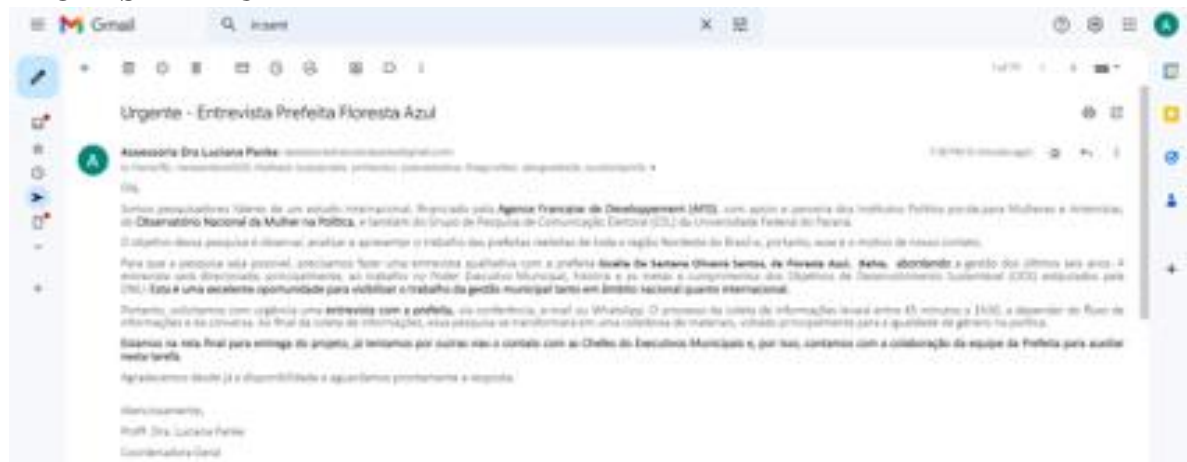 Gmail
in:sent
Urgente - Entrevista Prefeita Floresta Azul
Assessoria Dra Luciana Panke
Olá,
Somos pesquisadores líderes de um estudo internacional, financiado pela Agence Française de Développement (AFD), com apoio e parceria dos Institutos Política por.de.para Mulheres e
do Observatório Nacional da Mulher na Política, e também do Grupo de Pesquisa de Comunicação Eleitoral (CEL) da Universidade Federal do Paraná.
O objetivo dessa pesquisa é observar, analisar e apresentar o trabalho das prefeitas reeleitas de toda a região Nordeste do Brasil e, portanto, esse é o motivo de nosso contato.
Para que a pesquisa seja possível, precisamos fazer uma entrevista qualitativa com a prefeita de Santana Oliveira Santos, de Floresta Azul, Bahia, abordando a gestão dos últimos seis anos. A
entrevista será direcionada, principalmente, ao trabalho no Poder Executivo Municipal, história e as metas e cumprimentos dos Objetivos de Desenvolvimento Sustentável (ODS) estipulados pela
ONU. Esta é uma excelente oportunidade para visibilizar o trabalho da gestão municipal tanto em âmbito nacional quanto internacional.
Portanto, solicitamos com urgência uma entrevista com a prefeita, via conferência, e-mail ou WhatsApp. O processo da coleta de informações levará entre 45 minutos a 1h30, a depender do fluxo de
informações e da conversa. Ao final da coleta de informações, essa pesquisa se transformará em uma coletânea de materiais, voltado principalmente para a igualdade de gênero na política.
Estamos na reta final para entrega do projeto, já tentamos por outras vias o contato com as Chefes do Executivos Municipais e, por isso, contamos com a colaboração da equipe da Prefeita para auxiliar
nesta tarefa.
Agradecemos desde já a disponibilidade e aguardamos prontamente a resposta.
Atenciosamente,
Profª. Dra. Luciana Panke
Coordenadora Geral